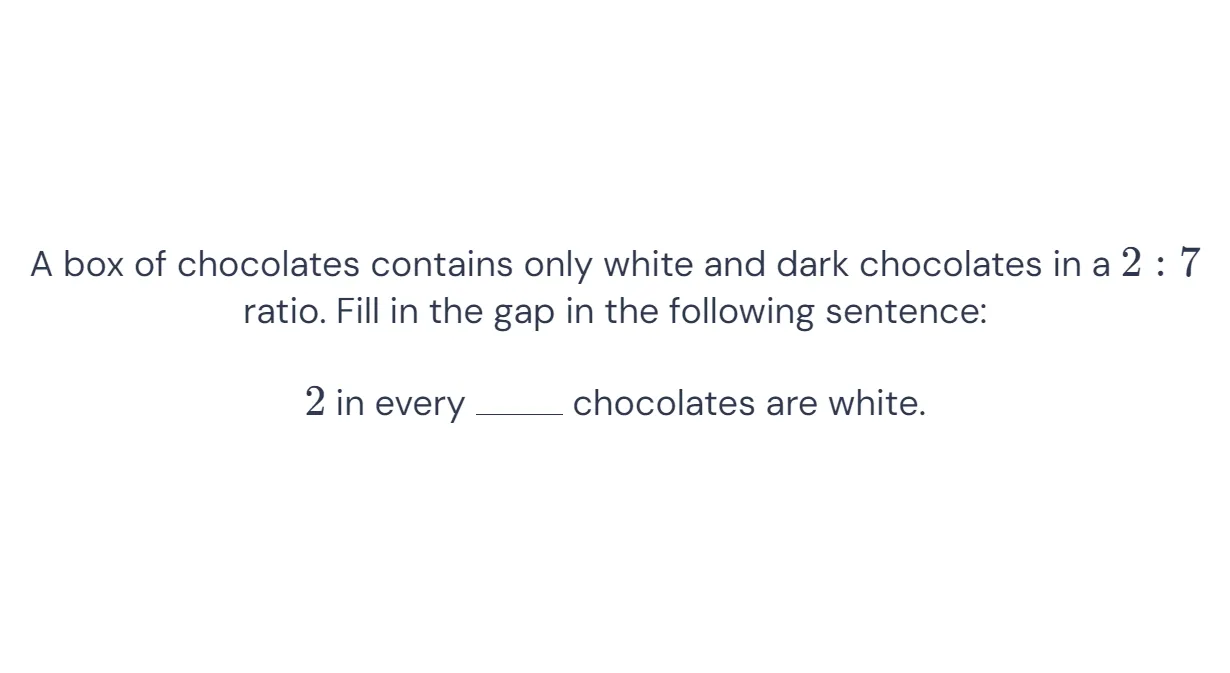 A box of chocolates contains only white and dark chocolates in a 2 : 7
ratio. Fill in the gap in the following sentence:
2 in every _____ chocolates are white.